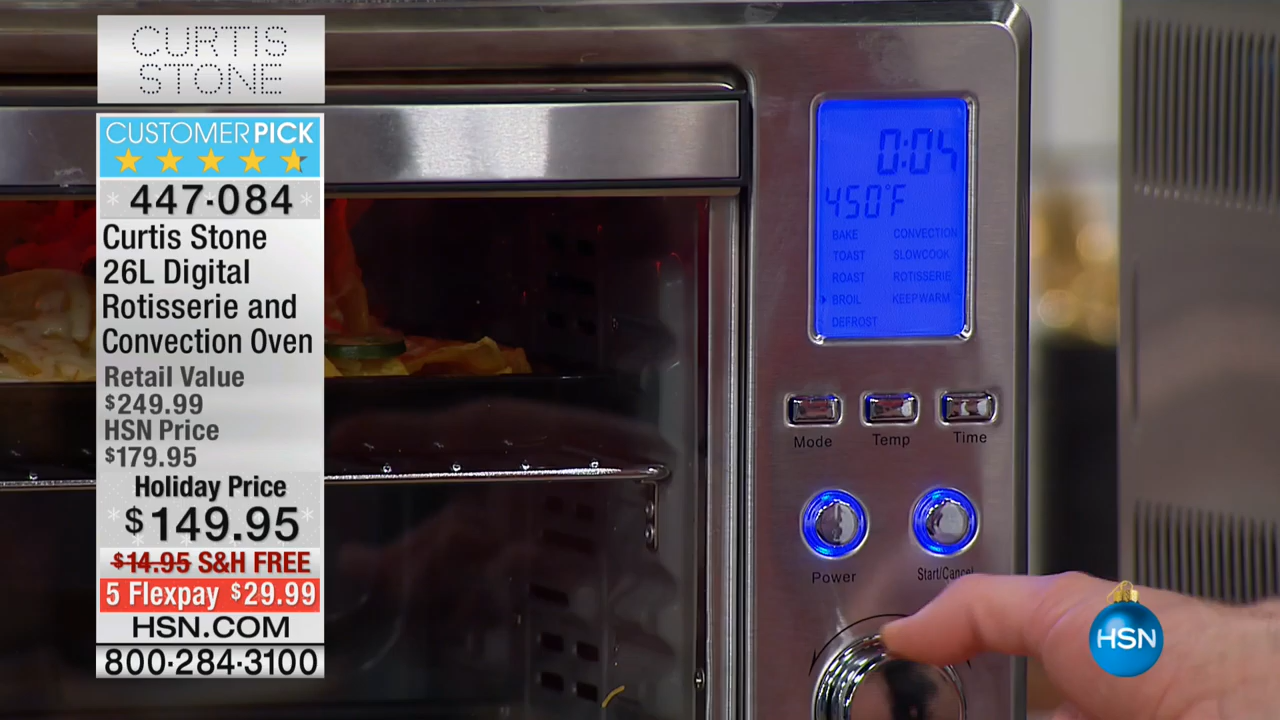 CURTIS
STONE
CUSTOMER PICK
447·084
Curtis Stone
26L Digital
Rotisserie and
Convection Oven
Retail Value
$249.99
HSN Price
$179.95
Holiday Price
$149.95
$14.95 S&H FREE
5 Flexpay $29.99
HSN.COM
800·284·3100
0:04
450°F
BAKE CONVECTION
TOAST SLOWCOOK
ROAST ROTISSERIE
BROIL KEEPWARM
DEFROST
Mode Temp Time
Power Start/Cancel
HSN